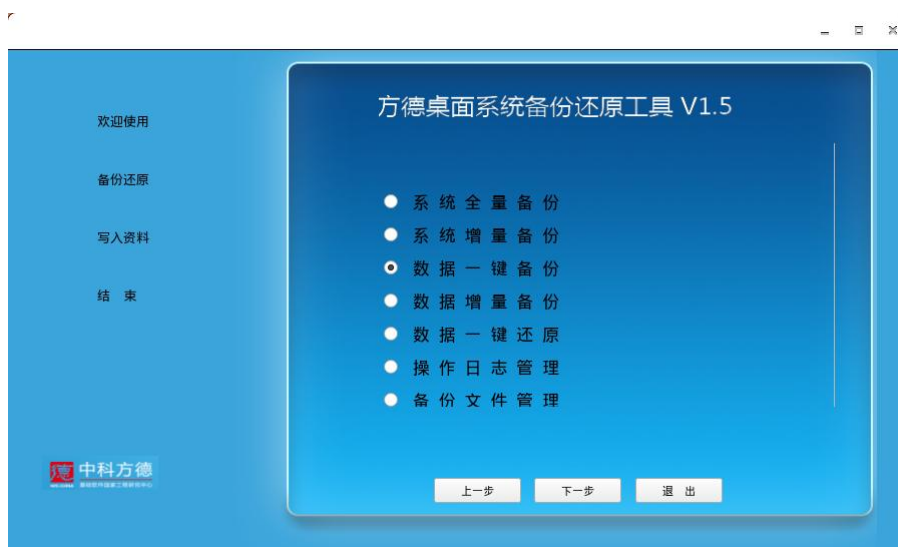 欢迎使用
备份还原
写入资料
结 束
中科方德
方德桌面系统备份还原工具 V1.5
系统全量备份
系统增量备份
数据一键备份
数据增量备份
数据一键还原
操作日志管理
备份文件管理
上一步
下一步
退 出